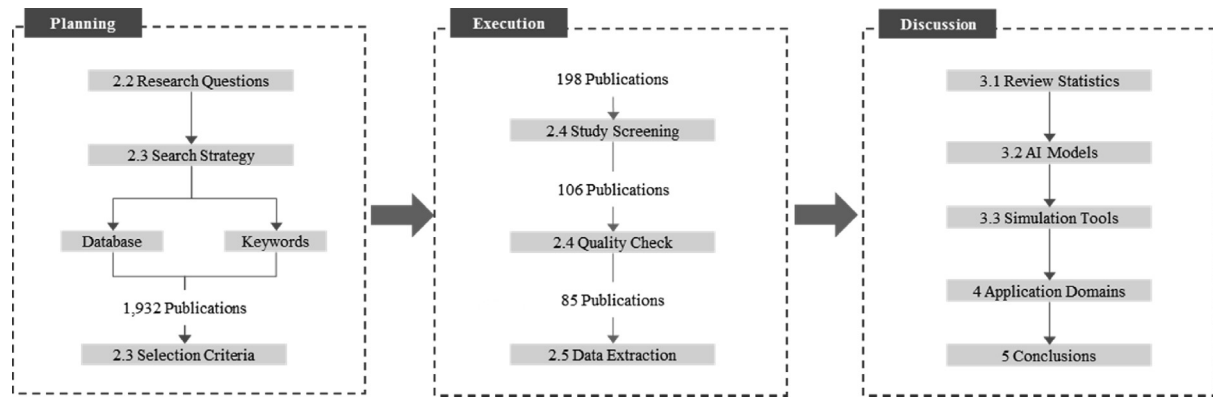 Planning
2.2 Research Questions
2.3 Search Strategy
Database
Keywords
1,932 Publications
2.3 Selection Criteria
Execution
198 Publications
2.4 Study Screening
106 Publications
2.4 Quality Check
85 Publications
2.5 Data Extraction
Discussion
3.1 Review Statistics
3.2 AI Models
3.3 Simulation Tools
4 Application Domains
5 Conclusions